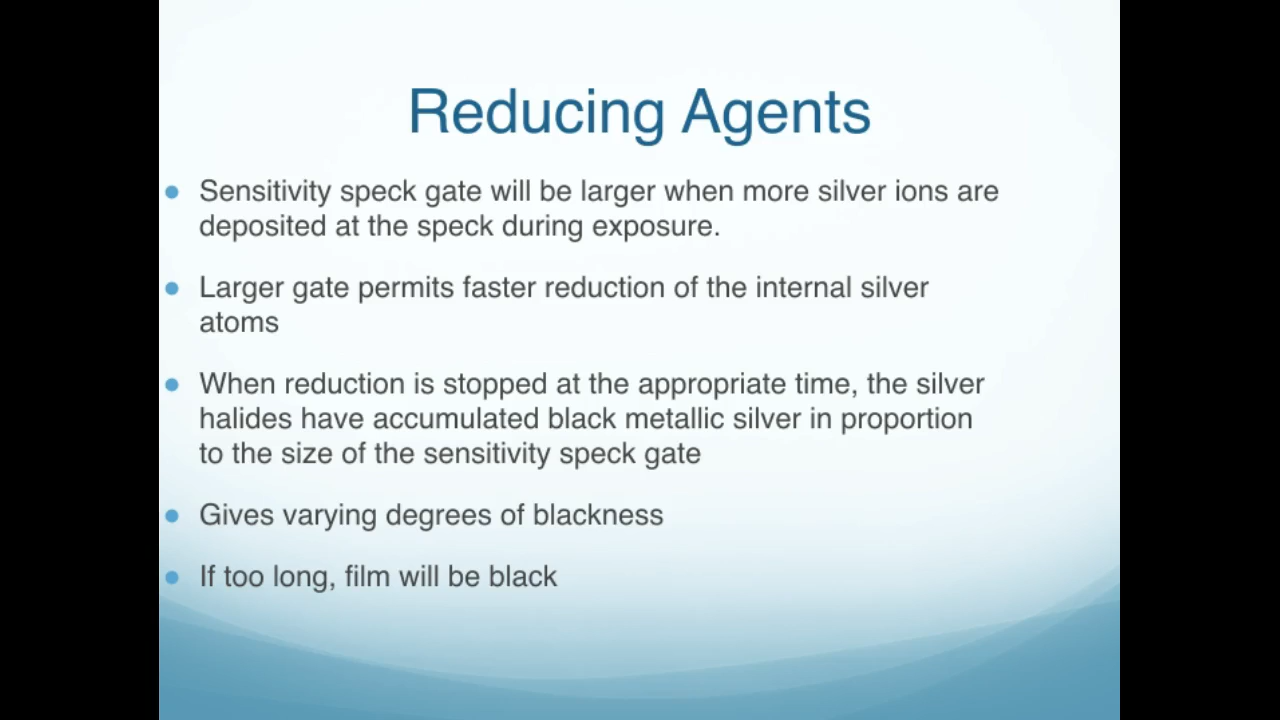 Reducing Agents
Sensitivity speck gate will be larger when more silver ions are
deposited at the speck during exposure.
Larger gate permits faster reduction of the internal silver
atoms
When reduction is stopped at the appropriate time, the silver
halides have accumulated black metallic silver in proportion
to the size of the sensitivity speck gate
Gives varying degrees of blackness
If too long, film will be black